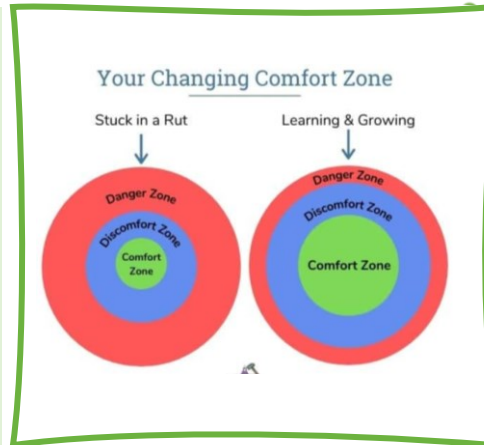 Your Changing Comfort Zone
Stuck in a Rut
Learning & Growing
Danger Zone
Discomfort Zone
Comfort
Zone
Danger Zone
Discomfort Zone
Comfort Zone